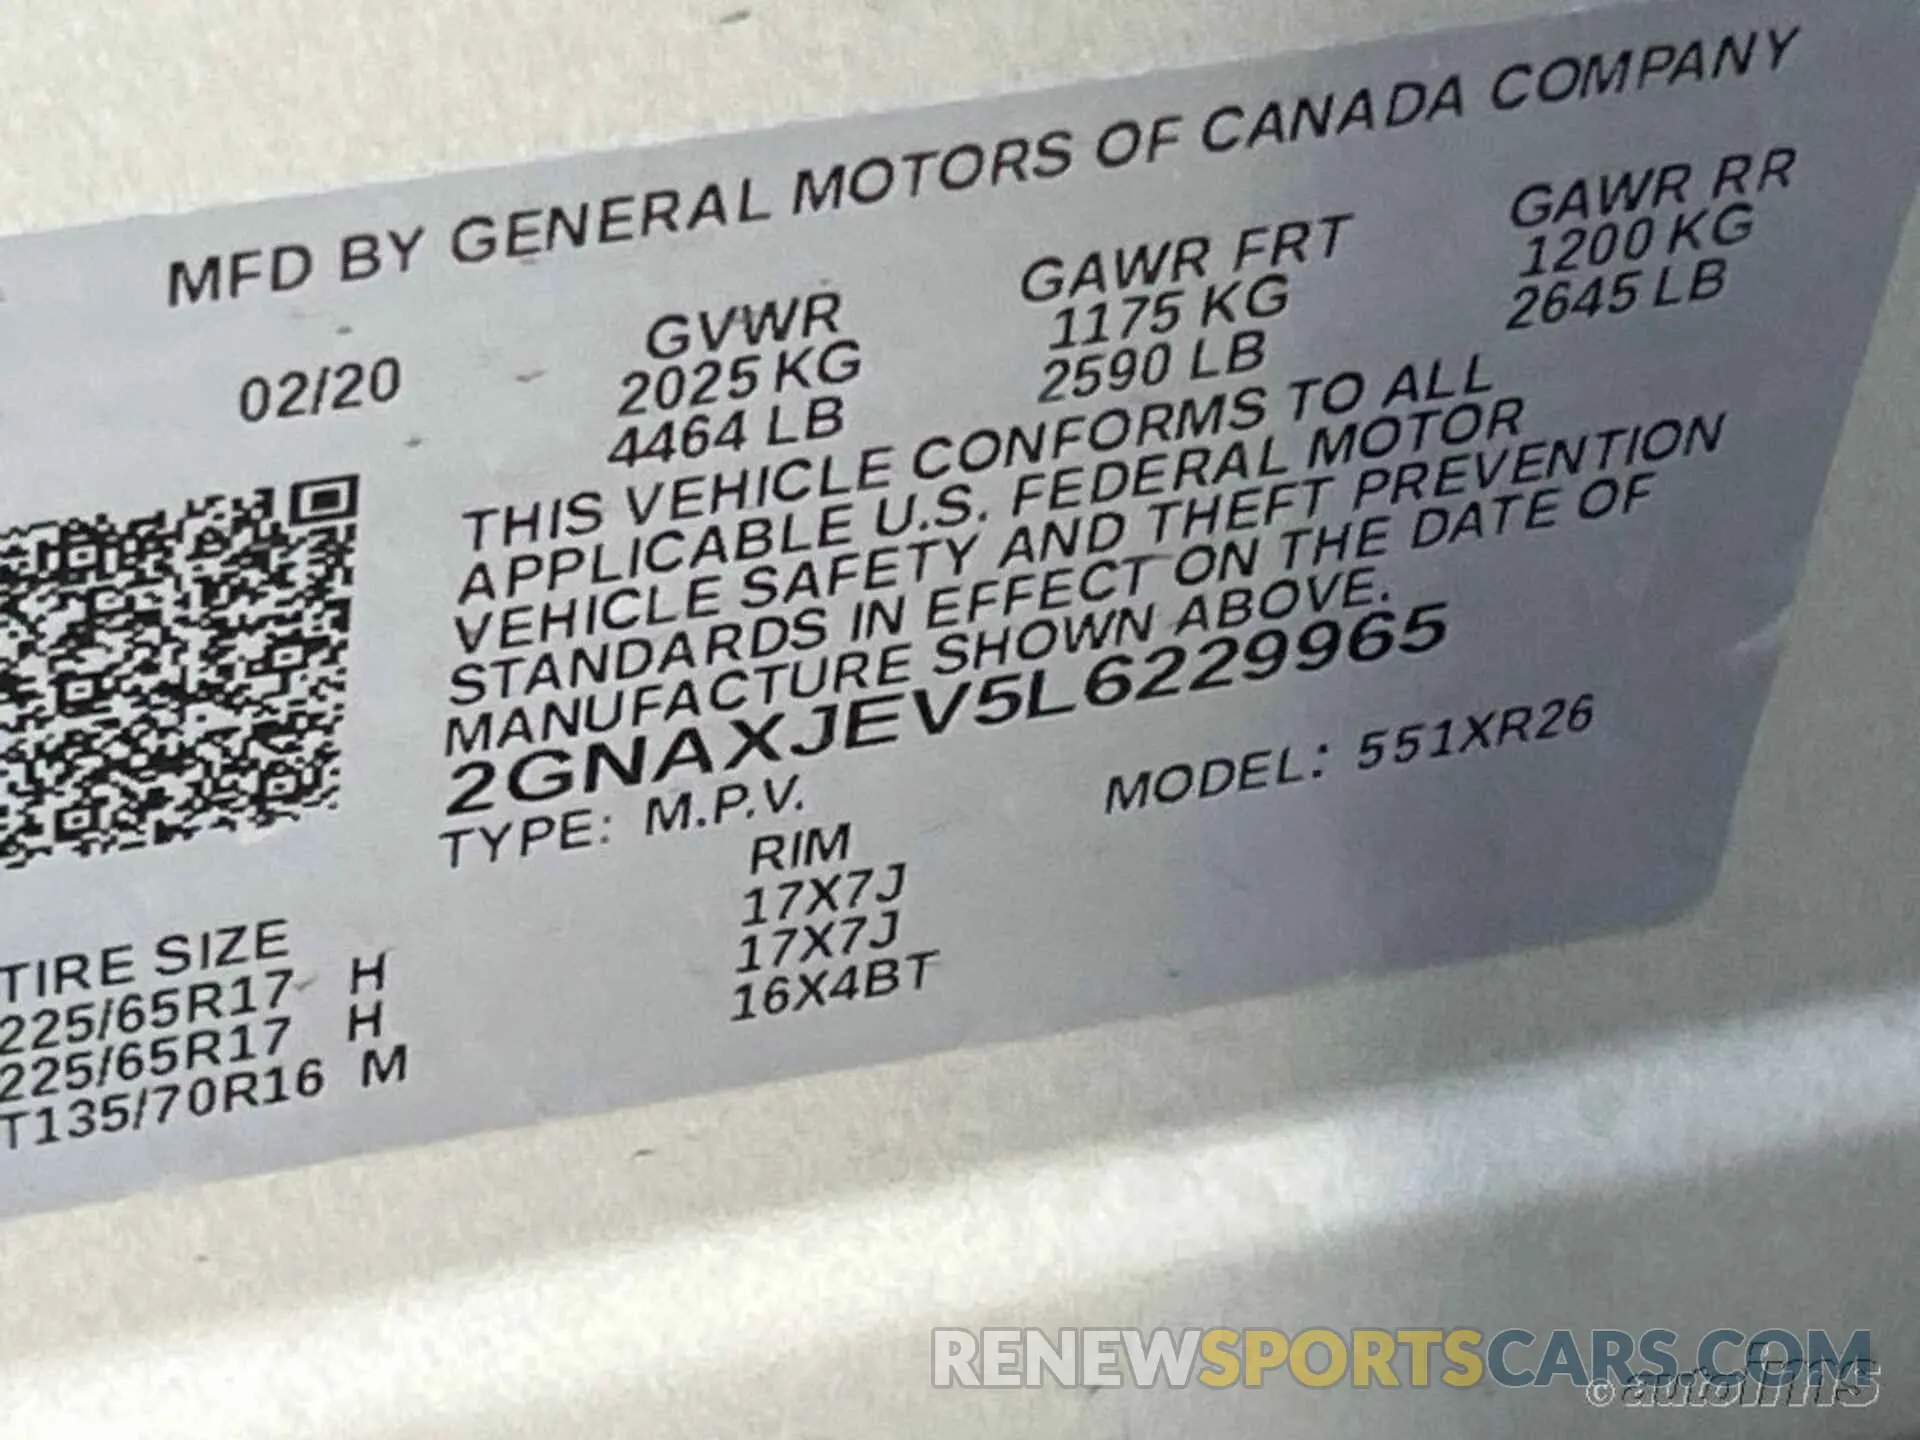 MFD BY GENERAL MOTORS OF CANADA COMPANY
02/20 GVWR GAWR FRT GAWR RR
2025 KG 1175 KG 1200 KG
4464 LB 2590 LB 2645 LB
THIS VEHICLE CONFORMS TO ALL
APPLICABLE U.S. FEDERAL MOTOR
VEHICLE SAFETY AND THEFT PREVENTION
STANDARDS IN EFFECT ON THE DATE OF
MANUFACTURE SHOWN ABOVE.
2GNAXJEV5L6229965
TYPE: M.P.V. MODEL: 551XR26
TIRE SIZE RIM
225/65R17 H 17X7J
225/65R17 H 17X7J
T135/70R16 M 16X4BT
RENEWSPORTSCARS.COM
© autoIms